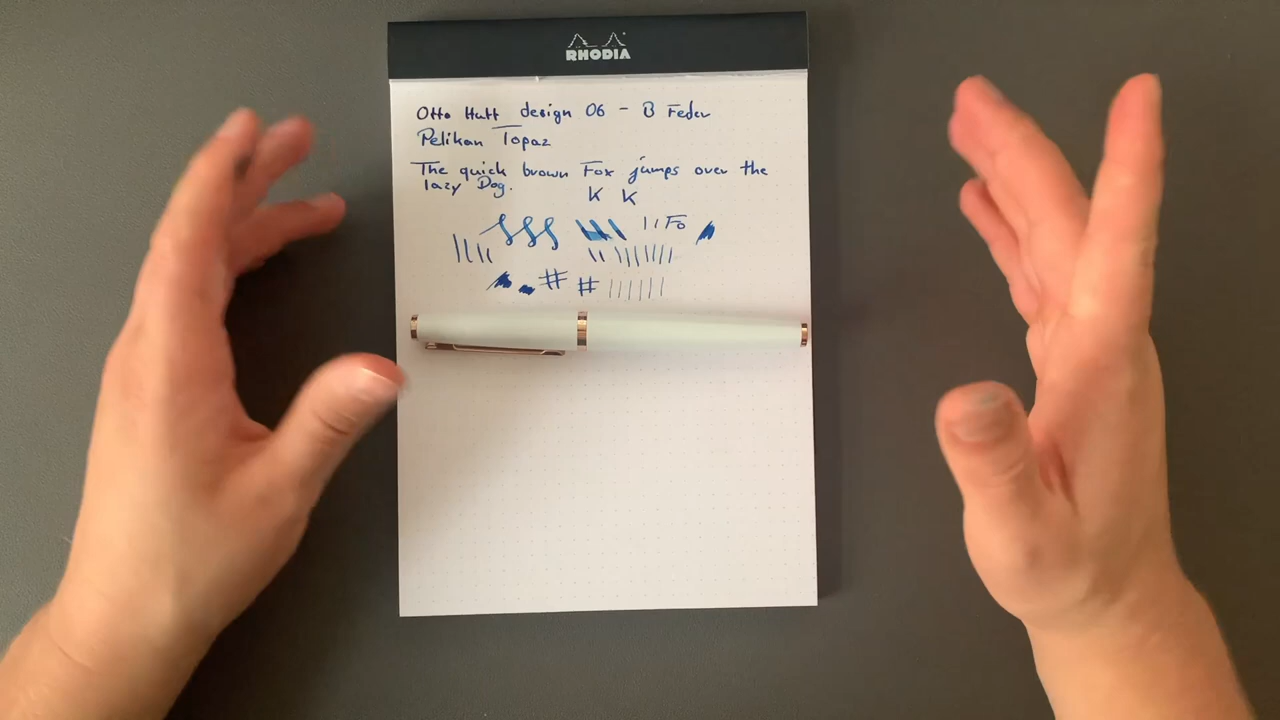 RHODIA
Otto Hutt design 06 - B Feder
Pelikan Topaz
The quick brown Fox jumps over the
lazy Dog.
K K
Fo
# #